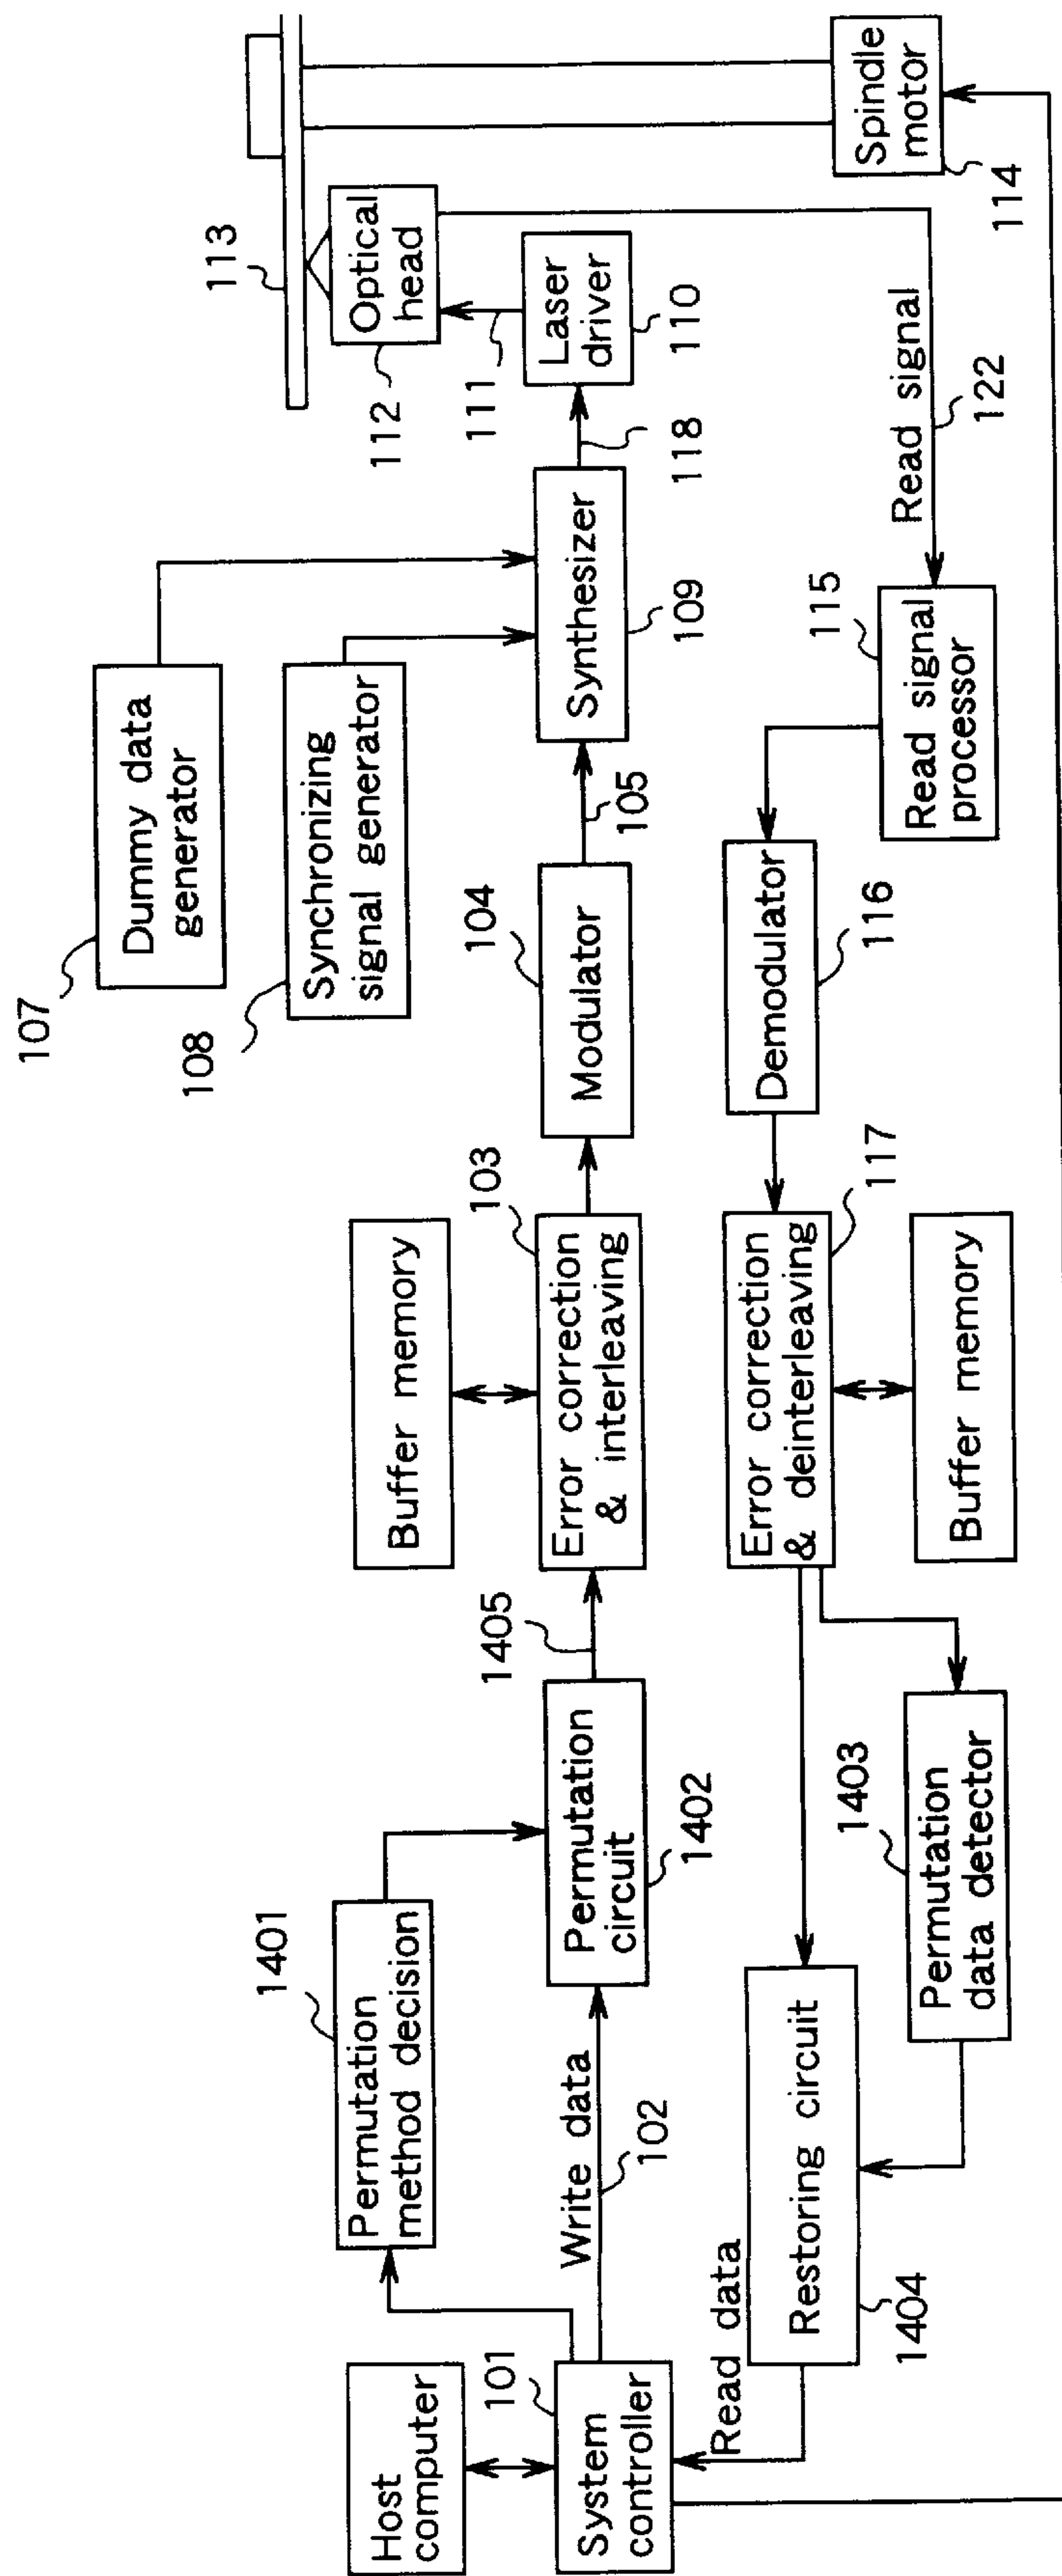 Host
computer
101
System
controller
1401
Permutation
method decision
Write data
102
Permutation
circuit
1402
1405
Buffer memory
103
Error correction
& interleaving
104
Modulator
105
107
Dummy data
generator
108
Synchronizing
signal generator
Synthesizer
109
118
Laser
driver
110
111
Optical
head
112
113
Spindle
motor
114
Read signal
122
115
Read signal
processor
Demodulator
116
Error correction
& deinterleaving
117
Buffer memory
1403
Permutation
data detector
Restoring circuit
1404
Read data